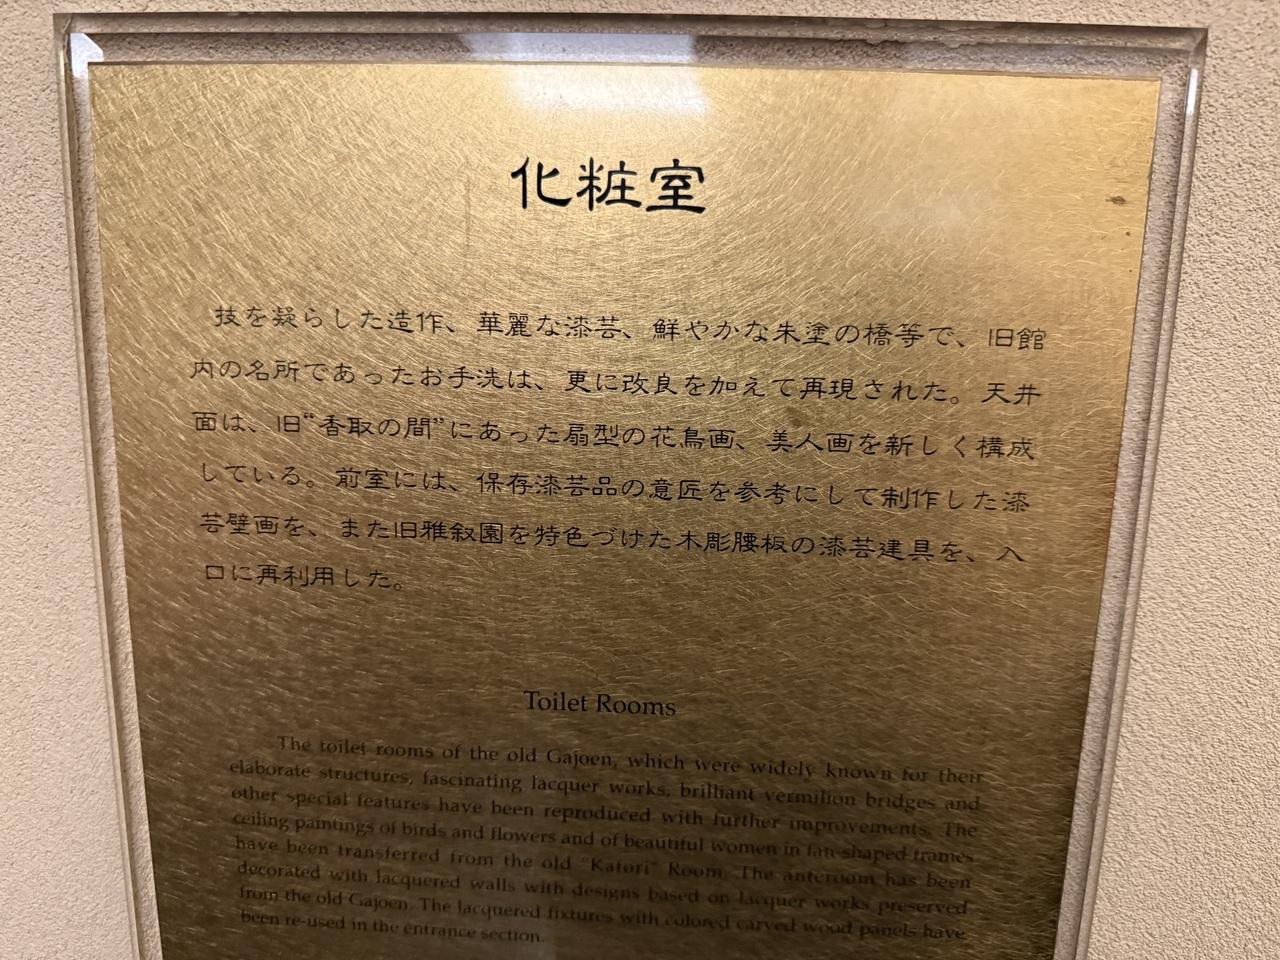 化粧室
技を凝らした造作、華麗な漆芸、鮮やかな朱塗の橋等で、旧館
内の名所であったお手洗は、更に改良を加えて再現された。天井
面は、旧“香取の間”にあった扇型の花鳥画、美人画を新しく構成
している。前室には、保存漆芸品の意匠を参考にして制作した漆
芸壁画を、また旧雅叙園を特色づけた木彫腰板の漆芸建具を、入
口に再利用した。
Toilet Rooms
The toilet rooms of the old Gajoen, which were widely known for their
elaborate structures, fascinating lacquer works, brilliant vermilion bridges and
other special features have been reproduced with further improvements. The
ceiling paintings of birds and flowers and of beautiful women in fan-shaped frames
have been transferred from the old “Katori” Room. The anteroom has been
decorated with lacquered walls with designs based on lacquer works preserved
from the old Gajoen. The lacquered fixtures with colored carved wood panels have
been re-used in the entrance section.